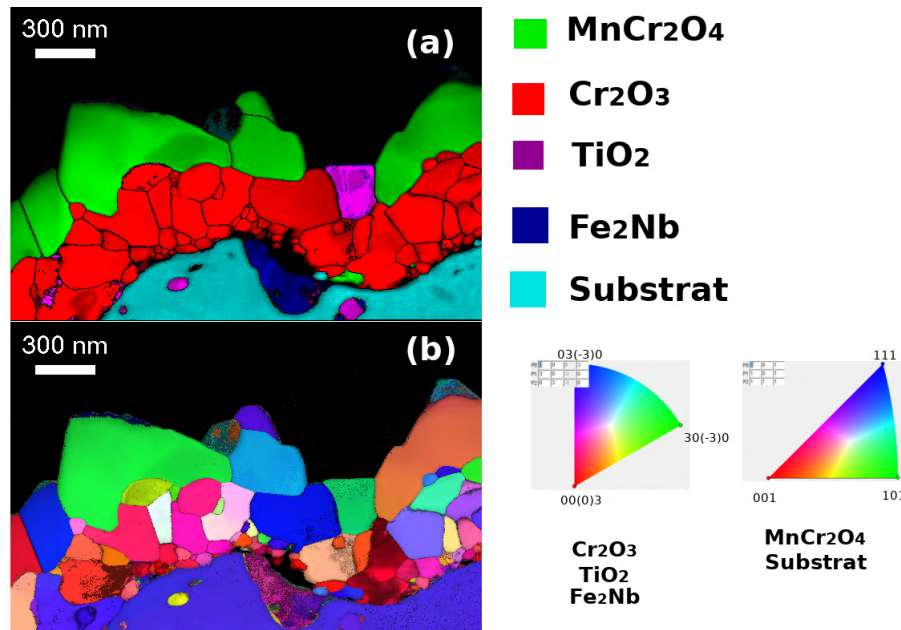 300 nm
(a)
MnCr2O4
Cr2O3
TiO2
Fe2Nb
Substrat
300 nm
(b)
03(-3)0
30(-3)0
00(0)3
111
001
101
Cr2O3
TiO2
Fe2Nb
MnCr2O4
Substrat